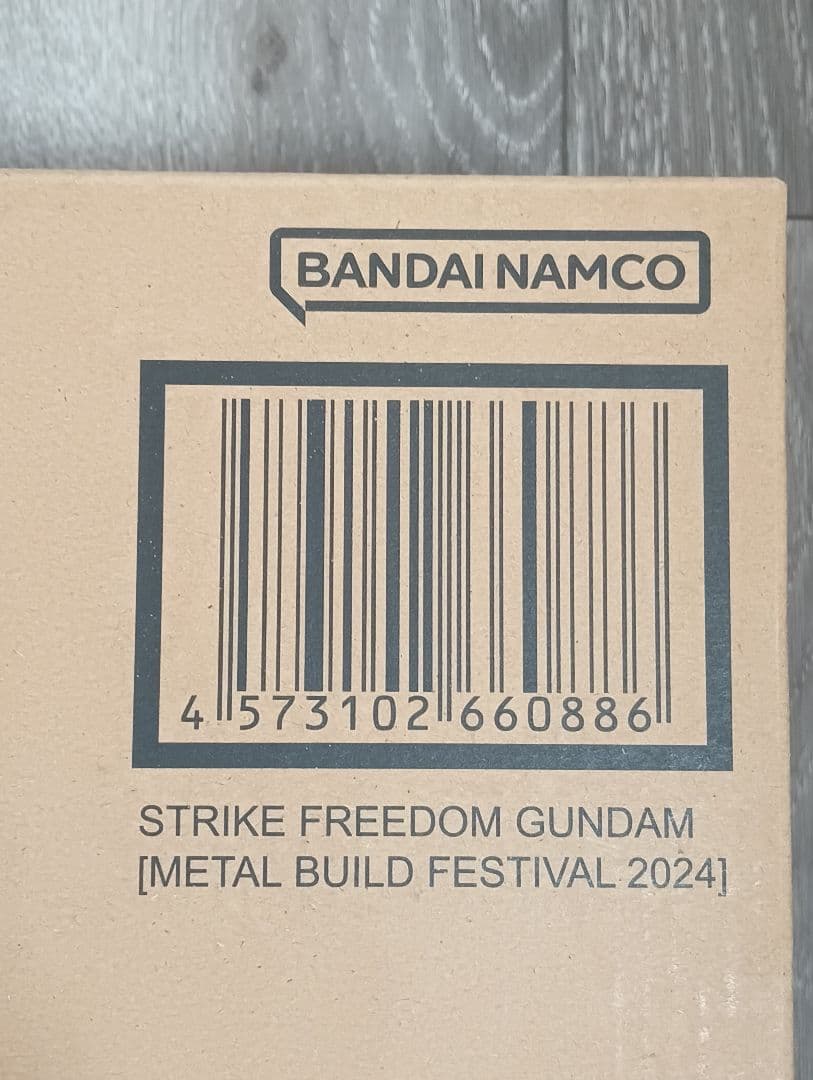 BANDAI NAMCO
4 573102 660886
STRIKE FREEDOM GUNDAM
[METAL BUILD FESTIVAL 2024]